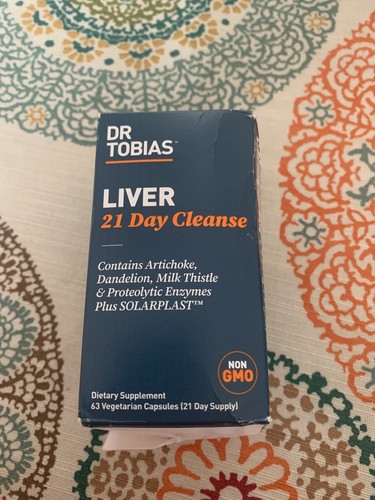 DR
TOBIAS™
LIVER
21 Day Cleanse
Contains Artichoke,
Dandelion, Milk Thistle
& Proteolytic Enzymes
Plus SOLARPLAST™
NON
GMO
Dietary Supplement
63 Vegetarian Capsules (21 Day Supply)